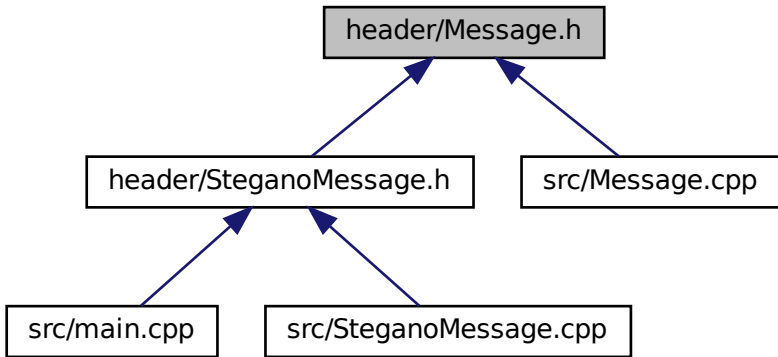 header/Message.h
header/SteganoMessage.h
src/Message.cpp
src/main.cpp
src/SteganoMessage.cpp